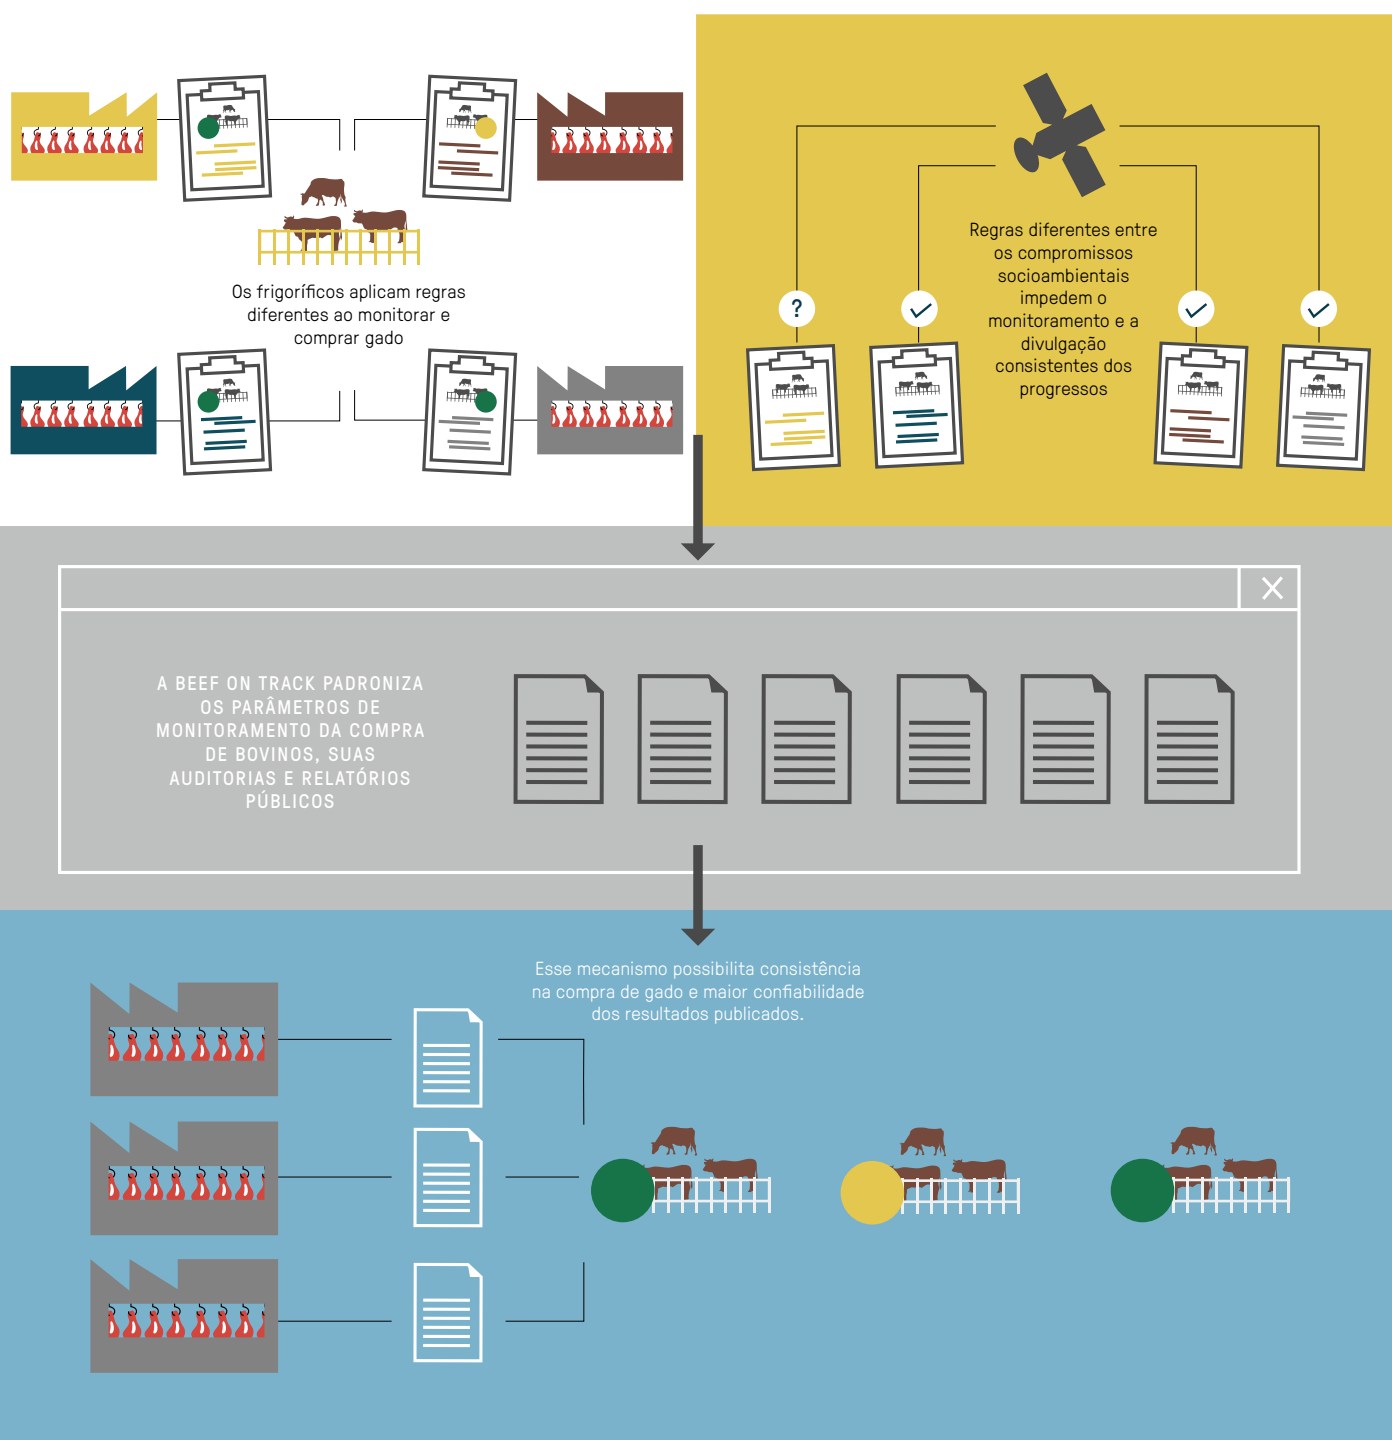 Os frigoríficos aplicam regras
diferentes ao monitorar e
comprar gado
Regras diferentes entre
os compromissos
socioambientais
impedem o
monitoramento e a
divulgação
consistentes dos
progressos
?
A BEEF ON TRACK PADRONIZA
OS PARÂMETROS DE
MONITORAMENTO DA COMPRA
DE BOVINOS, SUAS
AUDITORIAS E RELATÓRIOS
PÚBLICOS
Esse mecanismo possibilita consistência
na compra de gado e maior confiabilidade
dos resultados publicados.